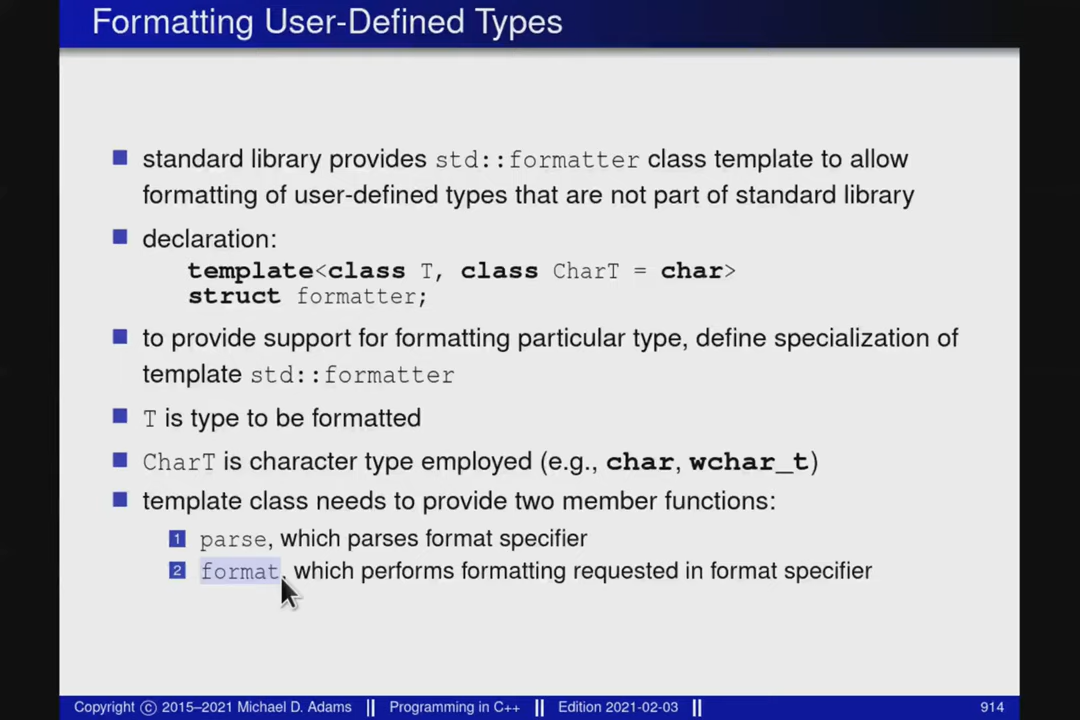 Formatting User-Defined Types
standard library provides std::formatter class template to allow
formatting of user-defined types that are not part of standard library
declaration:
template<class T, class CharT = char>
struct formatter;
to provide support for formatting particular type, define specialization of
template std::formatter
T is type to be formatted
CharT is character type employed (e.g., char, wchar_t)
template class needs to provide two member functions:
1 parse, which parses format specifier
2 format, which performs formatting requested in format specifier
Copyright © 2015–2021 Michael D. Adams || Programming in C++ || Edition 2021-02-03 || 914